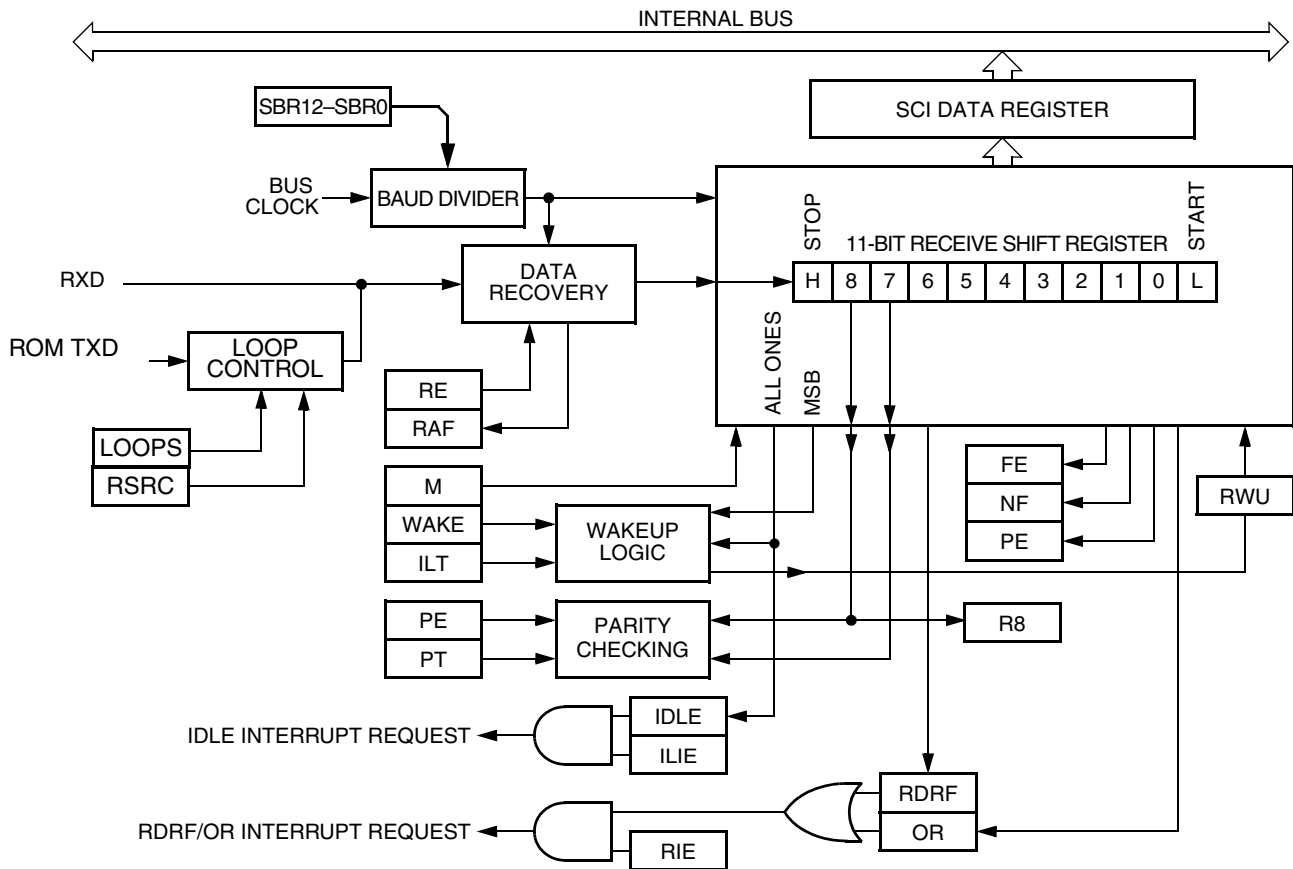 INTERNAL BUS
SBR12–SBR0
SCI DATA REGISTER
BUS
CLOCK
BAUD DIVIDER
STOP
START
11-BIT RECEIVE SHIFT REGISTER
H 8 7 6 5 4 3 2 1 0 L
RXD
DATA
RECOVERY
ROM TXD
LOOP
CONTROL
ALL ONES
MSB
RE
RAF
LOOPS
RSRC
M
WAKE
ILT
WAKEUP
LOGIC
FE
NF
PE
RWU
PE
PT
PARITY
CHECKING
R8
IDLE INTERRUPT REQUEST
IDLE
ILIE
RDRF
OR
RDRF/OR INTERRUPT REQUEST
RIE